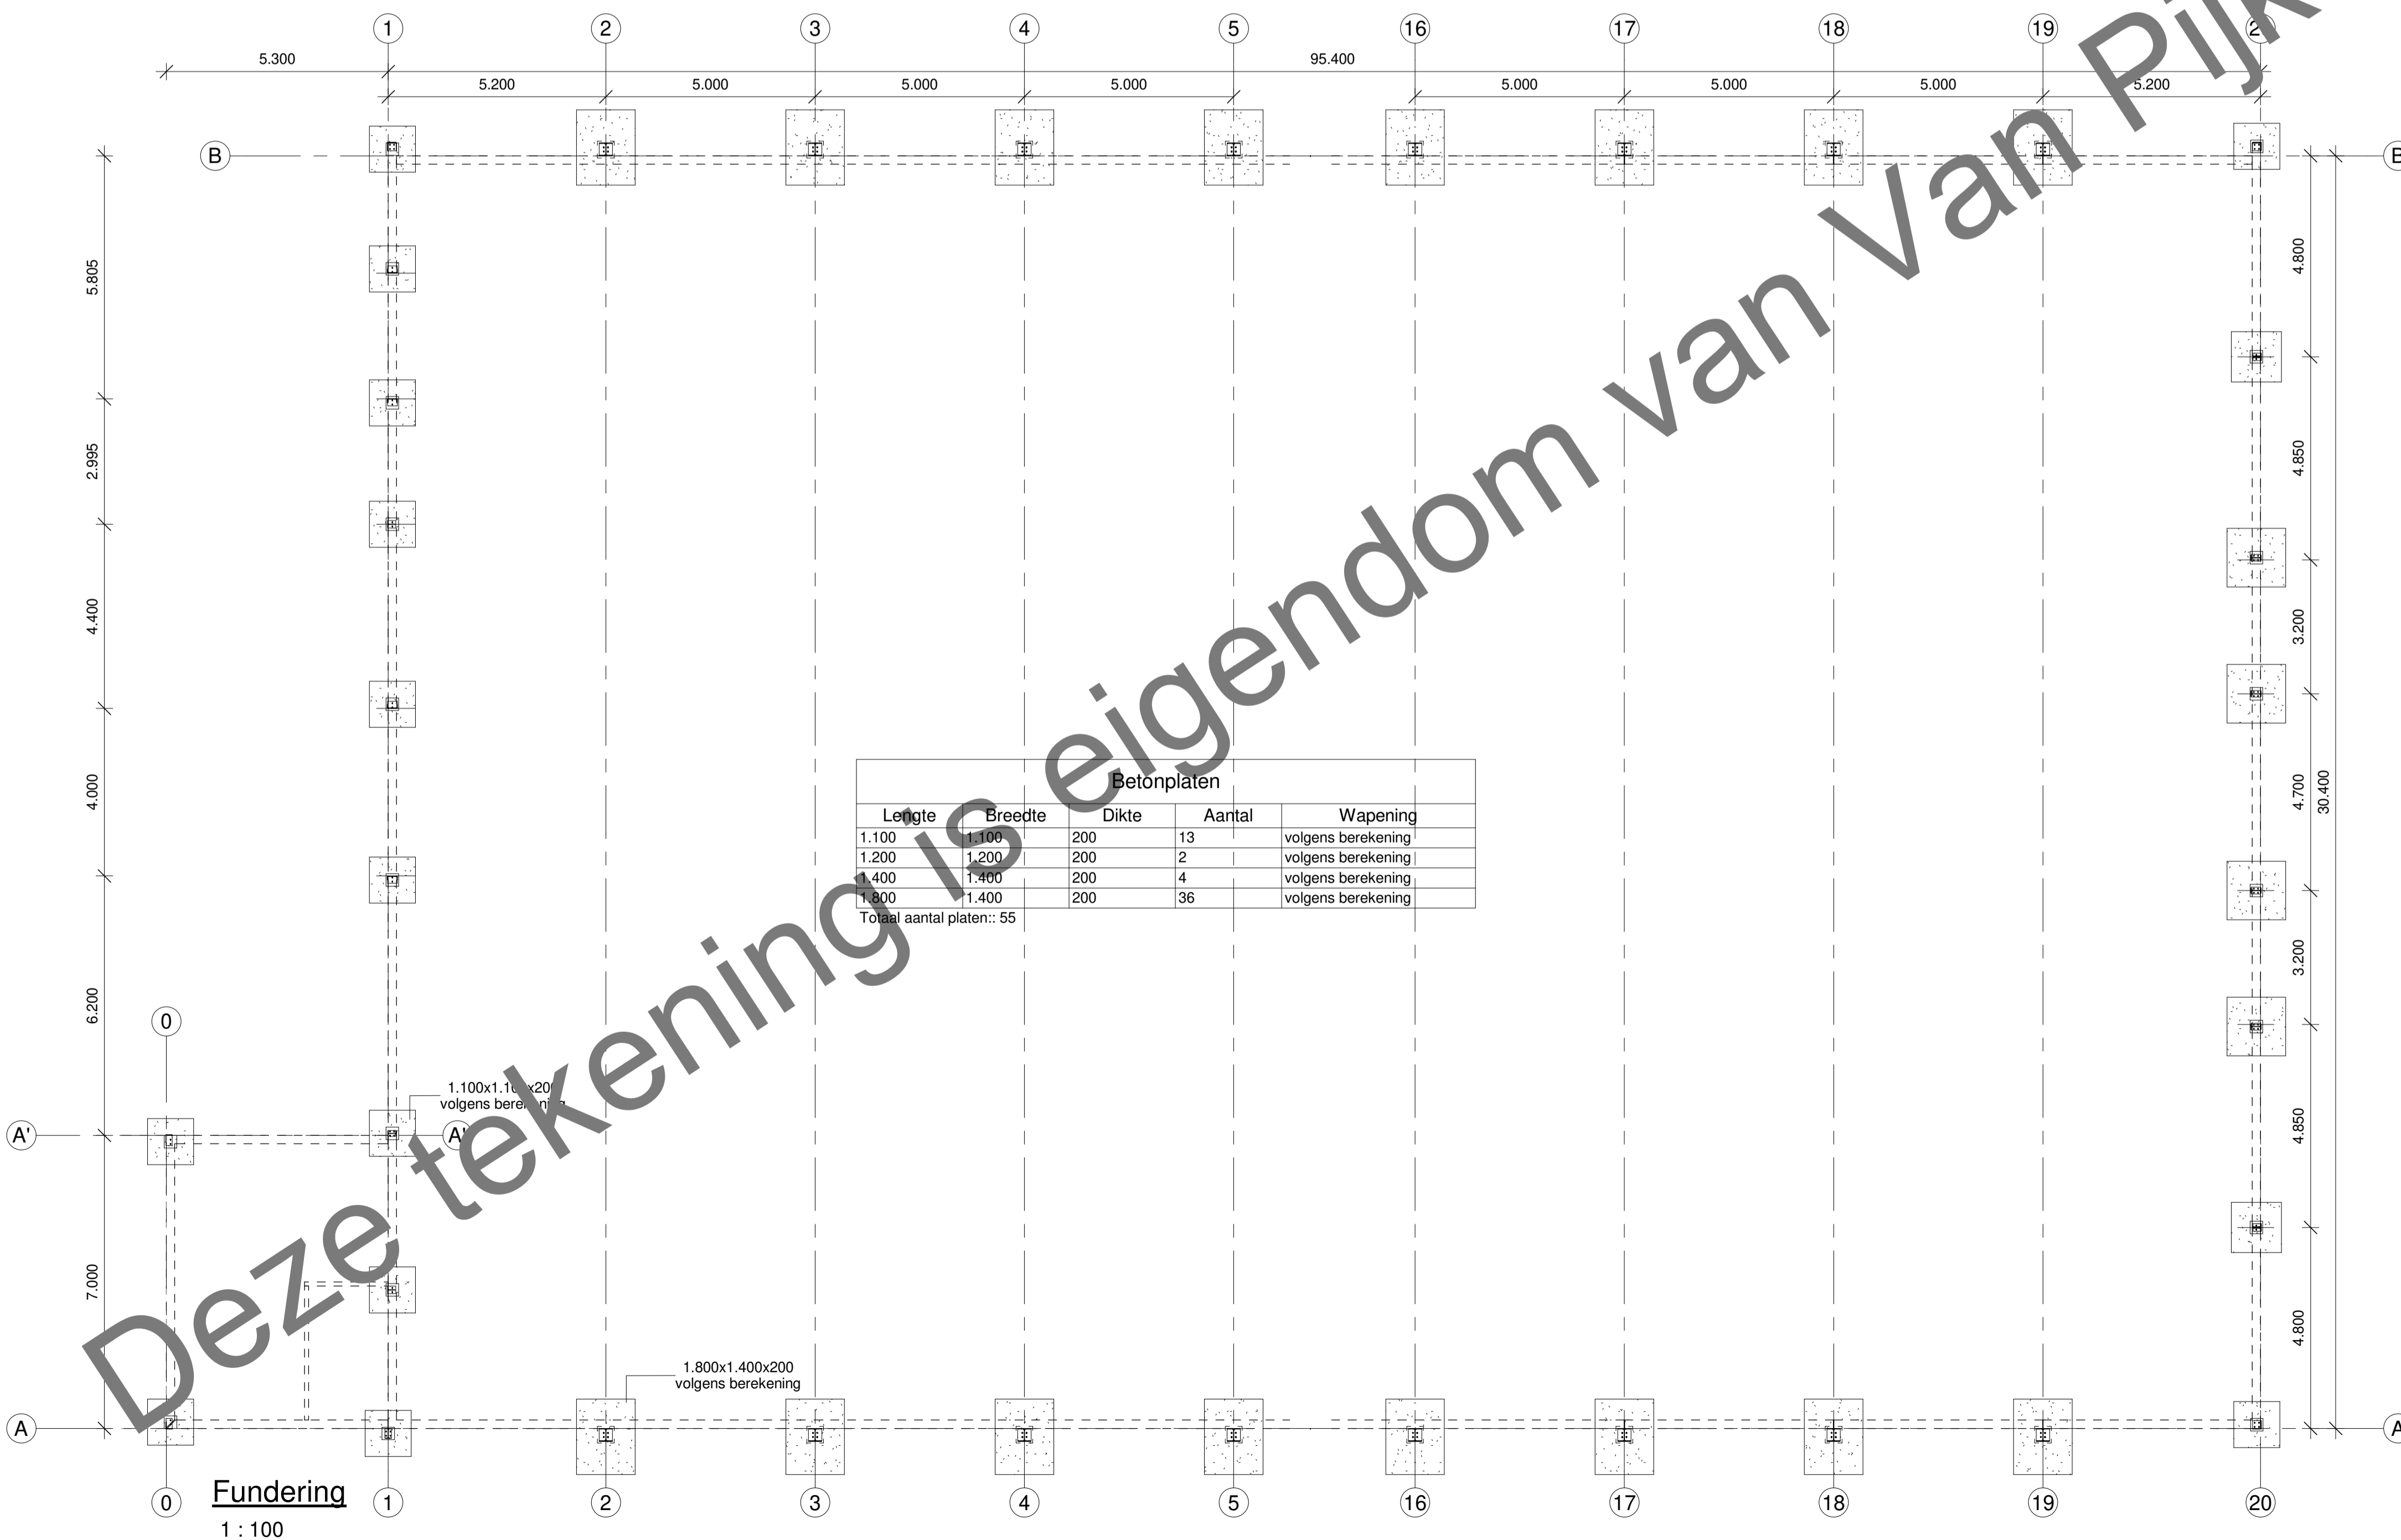 1 2 3 4 5 16 17 18 19
5.300 95.400
5.200 5.000 5.000 5.000 5.000 5.000 5.000 5.200
B
5.805
2.995
4.400
4.000
6.200
7.000
4.800
4.850
3.200
4.700
30.400
3.200
4.850
4.800
Betonplaten
Lengte Breedte Dikte Aantal Wapening
1.100 1.100 200 13 volgens berekening
1.200 1.200 200 2 volgens berekening
1.400 1.400 200 4 volgens berekening
1.800 1.400 200 36 volgens berekening
Totaal aantal platen:: 55
0
volgens berekening
A' A'
1.800x1.400x200
volgens berekening
A
0 1 2 3 4 5 16 17 18 19 20
Fundering
1 : 100
Deze tekening is eigendom van Van